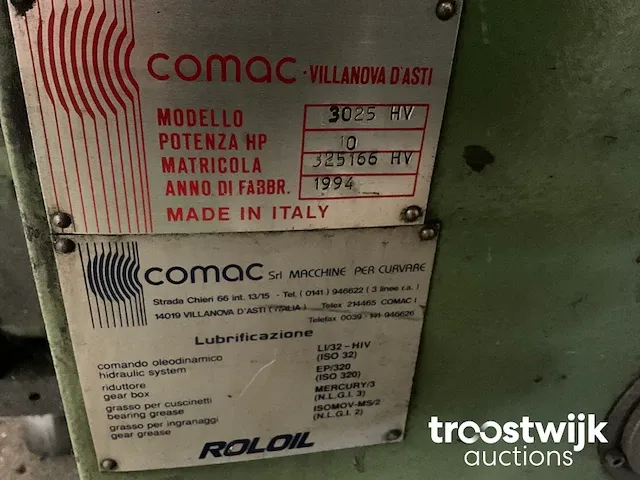 comac · VILLANOVA D'ASTI
MODELLO 3025 HV
POTENZA HP 10
MATRICOLA 325166 HV
ANNO DI FABBR. 1994
MADE IN ITALY
comac Srl MACCHINE PER CURVARE
Strada Chieri 66 int. 13/15 - Tel. (0141) 946622 (3 linee r.a.)
14019 VILLANOVA D'ASTI (ITALIA) Telex 214465 COMAC I
Telefax 0039 - 141 946626
Lubrificazione
comando oleodinamico LI/32 - HIV
hidraulic system (ISO 32)
riduttore EP/320
gear box (ISO 320)
grasso per cuscinetti MERCURY/3
bearing grease (N.L.G.I. 3)
grasso per ingranaggi ISOMOV-MS/2
gear grease (N.L.G.I. 2)
ROLOIL
troostwijk
auctions